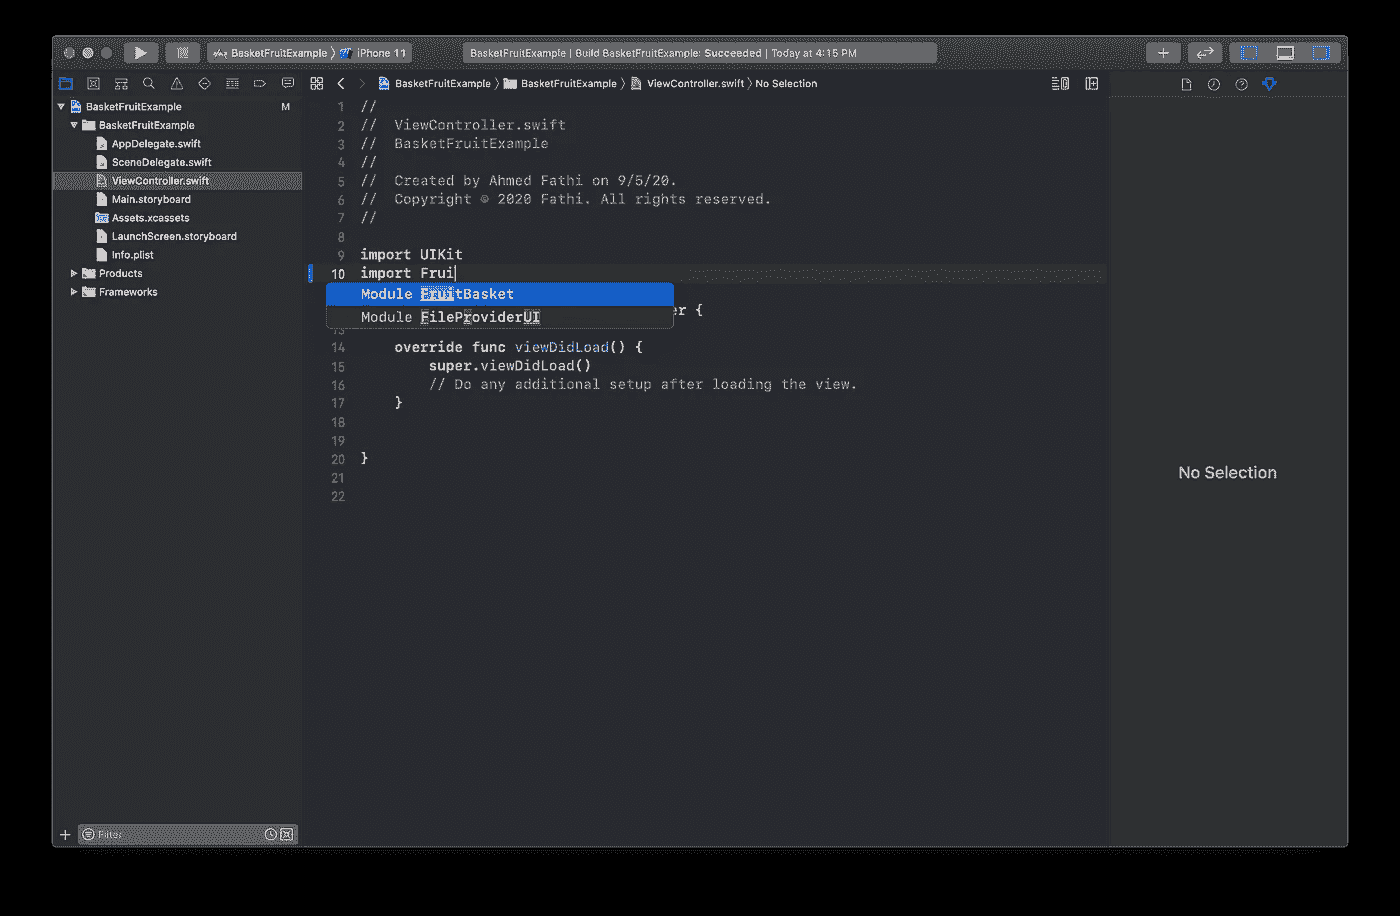 BasketFruitExample
iPhone 11
BasketFruitExample | Build BasketFruitExample: Succeeded | Today at 4:15 PM
BasketFruitExample
BasketFruitExample
ViewController.swift
No Selection
BasketFruitExample
M
BasketFruitExample
AppDelegate.swift
SceneDelegate.swift
ViewController.swift
Main.storyboard
Assets.xcassets
LaunchScreen.storyboard
Info.plist
Products
Frameworks
Filter
1 //
2 // ViewController.swift
3 // BasketFruitExample
4 //
5 // Created by Ahmed Fathi on 9/5/20.
6 // Copyright © 2020 Fathi. All rights reserved.
7 //
8
9 import UIKit
10 import Frui
Module FruitBasket
er {
Module FileProviderUI
14 override func viewDidLoad() {
15 super.viewDidLoad()
16 // Do any additional setup after loading the view.
17 }
18
19
20 }
21
22
No Selection